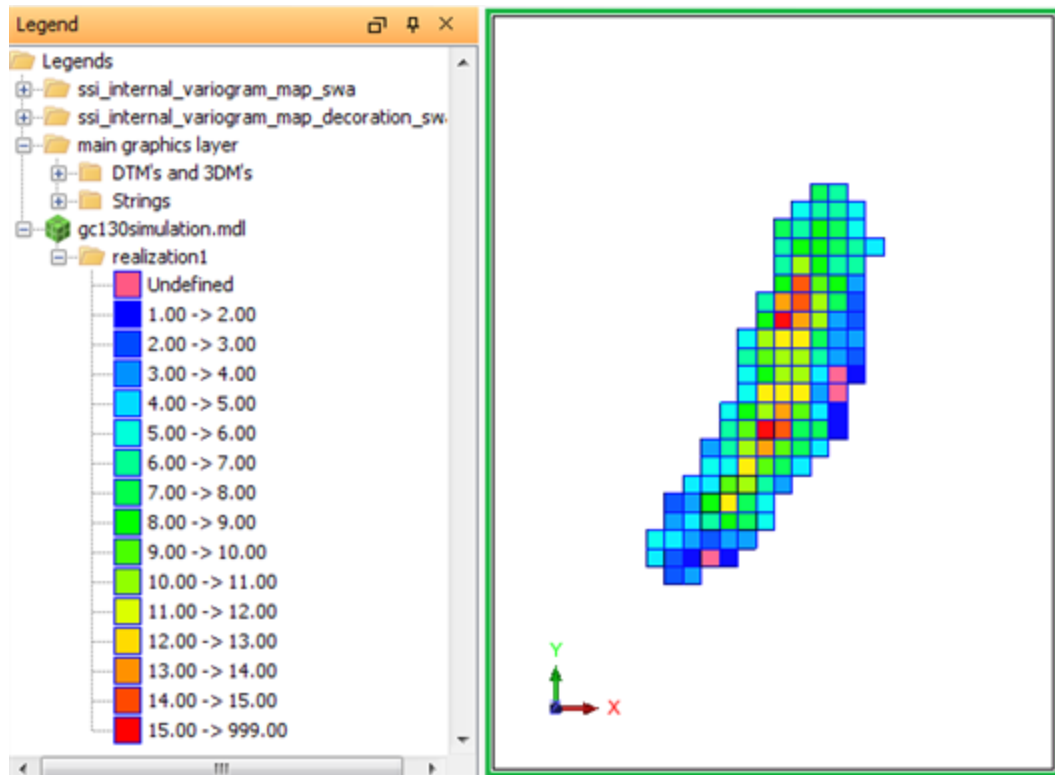 Legend
Legends
ssi_internal_variogram_map_swa
ssi_internal_variogram_map_decoration_sw
main graphics layer
DTM's and 3DM's
Strings
gc130simulation.mdl
realization1
Undefined
1.00 -> 2.00
2.00 -> 3.00
3.00 -> 4.00
4.00 -> 5.00
5.00 -> 6.00
6.00 -> 7.00
7.00 -> 8.00
8.00 -> 9.00
9.00 -> 10.00
10.00 -> 11.00
11.00 -> 12.00
12.00 -> 13.00
13.00 -> 14.00
14.00 -> 15.00
15.00 -> 999.00
Y
X